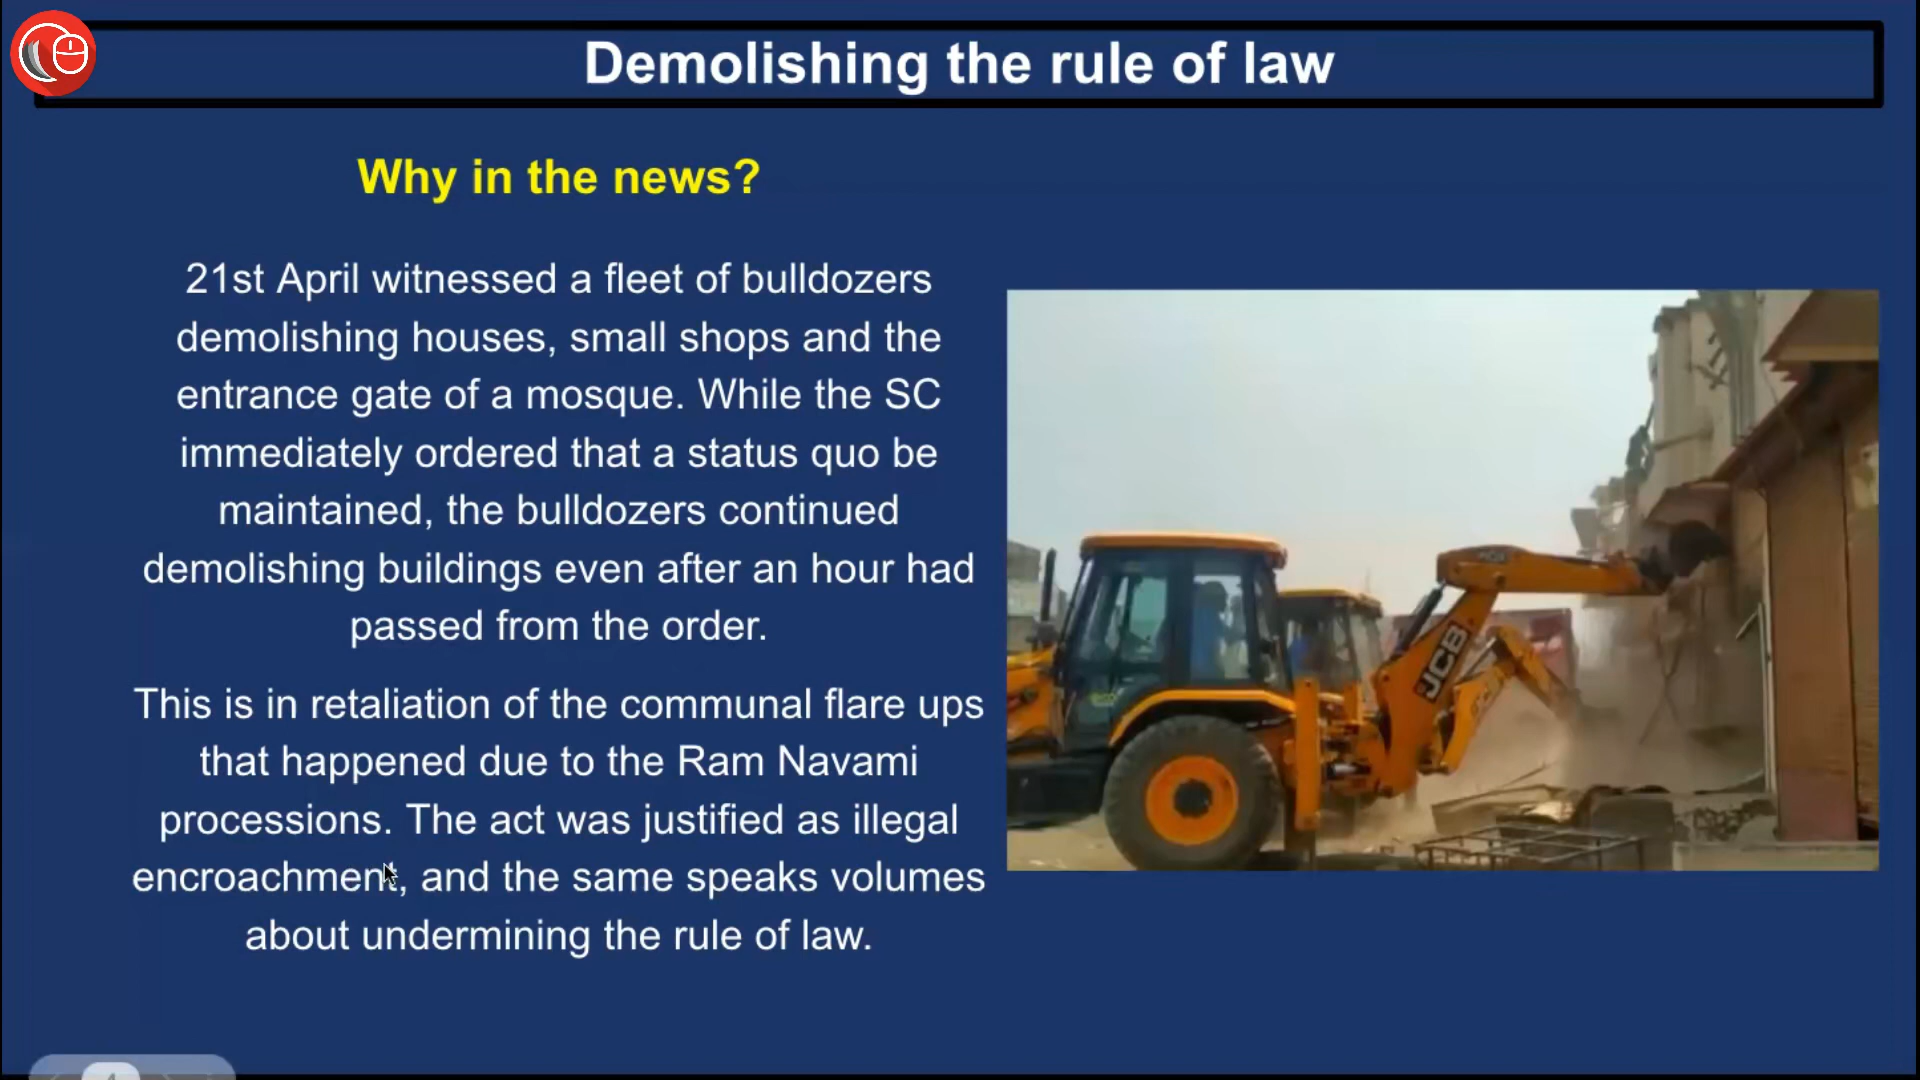 Demolishing the rule of law
Why in the news?
21st April witnessed a fleet of bulldozers
demolishing houses, small shops and the
entrance gate of a mosque. While the SC
immediately ordered that a status quo be
maintained, the bulldozers continued
demolishing buildings even after an hour had
passed from the order.
This is in retaliation of the communal flare ups
that happened due to the Ram Navami
processions. The act was justified as illegal
encroachment, and the same speaks volumes
about undermining the rule of law.
JCB